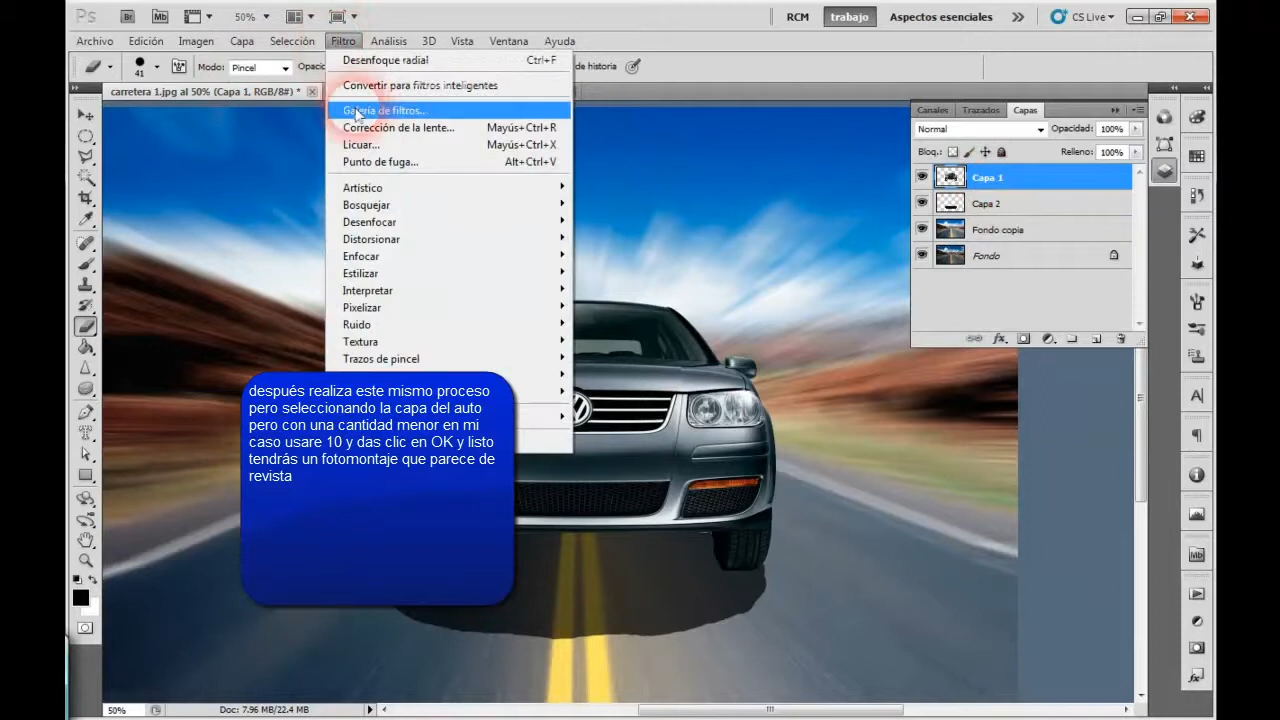 Ps Br Mb 50% RCM trabajo Aspectos esenciales CS Live
Archivo Edición Imagen Capa Selección Filtro Análisis 3D Vista Ventana Ayuda
41 Modo: Pincel Opacid de historia
carretera 1.jpg al 50% (Capa 1, RGB/8#) *
Desenfoque radial Ctrl+F
Convertir para filtros inteligentes
Galería de filtros...
Corrección de la lente... Mayús+Ctrl+R
Licuar... Mayús+Ctrl+X
Punto de fuga... Alt+Ctrl+V
Artístico
Bosquejar
Desenfocar
Distorsionar
Enfocar
Estilizar
Interpretar
Pixelizar
Ruido
Textura
Trazos de pincel
Canales Trazados Capas
Normal Opacidad: 100%
Bloq.: Relleno: 100%
Capa 1
Capa 2
Fondo copia
Fondo
fx
después realiza este mismo proceso
pero seleccionando la capa del auto
pero con una cantidad menor en mi
caso usare 10 y das clic en OK y listo
tendrás un fotomontaje que parece de
revista
Mb
50% Doc: 7.96 MB/22.4 MB